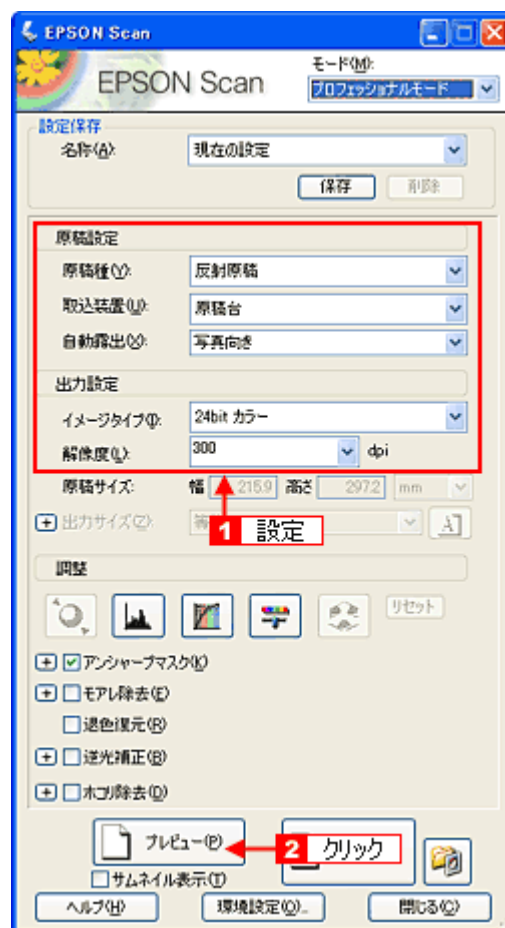 EPSON Scan
EPSON Scan
モード(M):
プロフェッショナルモード
設定保存
名称(A):
現在の設定
保存
削除
原稿設定
原稿種(Y):
反射原稿
取込装置(U):
原稿台
自動露出(X):
写真向き
出力設定
イメージタイプ(I):
24bit カラー
解像度(L):
300
dpi
原稿サイズ:
幅
215.9
高さ
297.2
mm
出力サイズ(Z):
1 設定
調整
リセット
アンシャープマスク(K)
モアレ除去(E)
退色復元(R)
逆光補正(B)
ホコリ除去(D)
プレビュー(P)
2 クリック
サムネイル表示(T)
ヘルプ(H)
環境設定(O)...
閉じる(C)